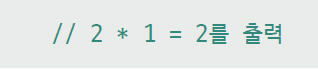 // 2 * 1 = 2를 출력